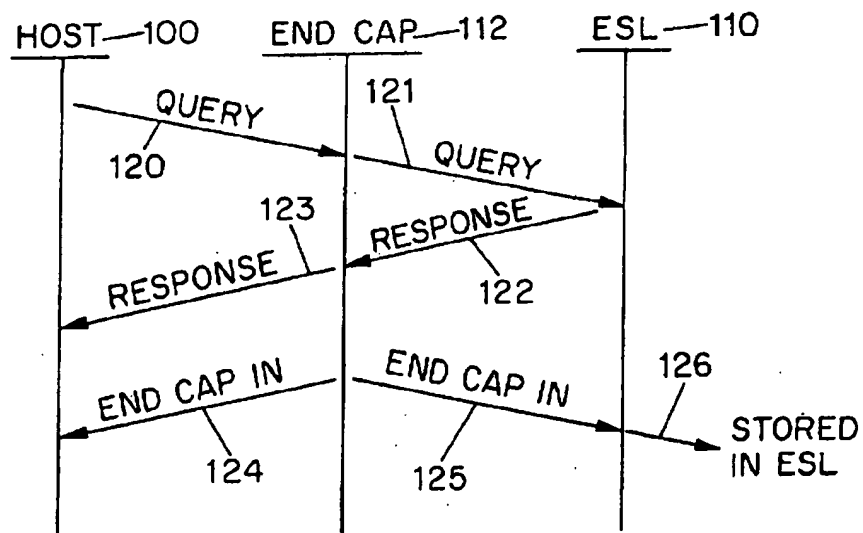 HOST 100
END CAP 112
ESL 110
QUERY
120
121
QUERY
123
RESPONSE
122
RESPONSE
END CAP IN
124
END CAP IN
125
126
STORED
IN ESL